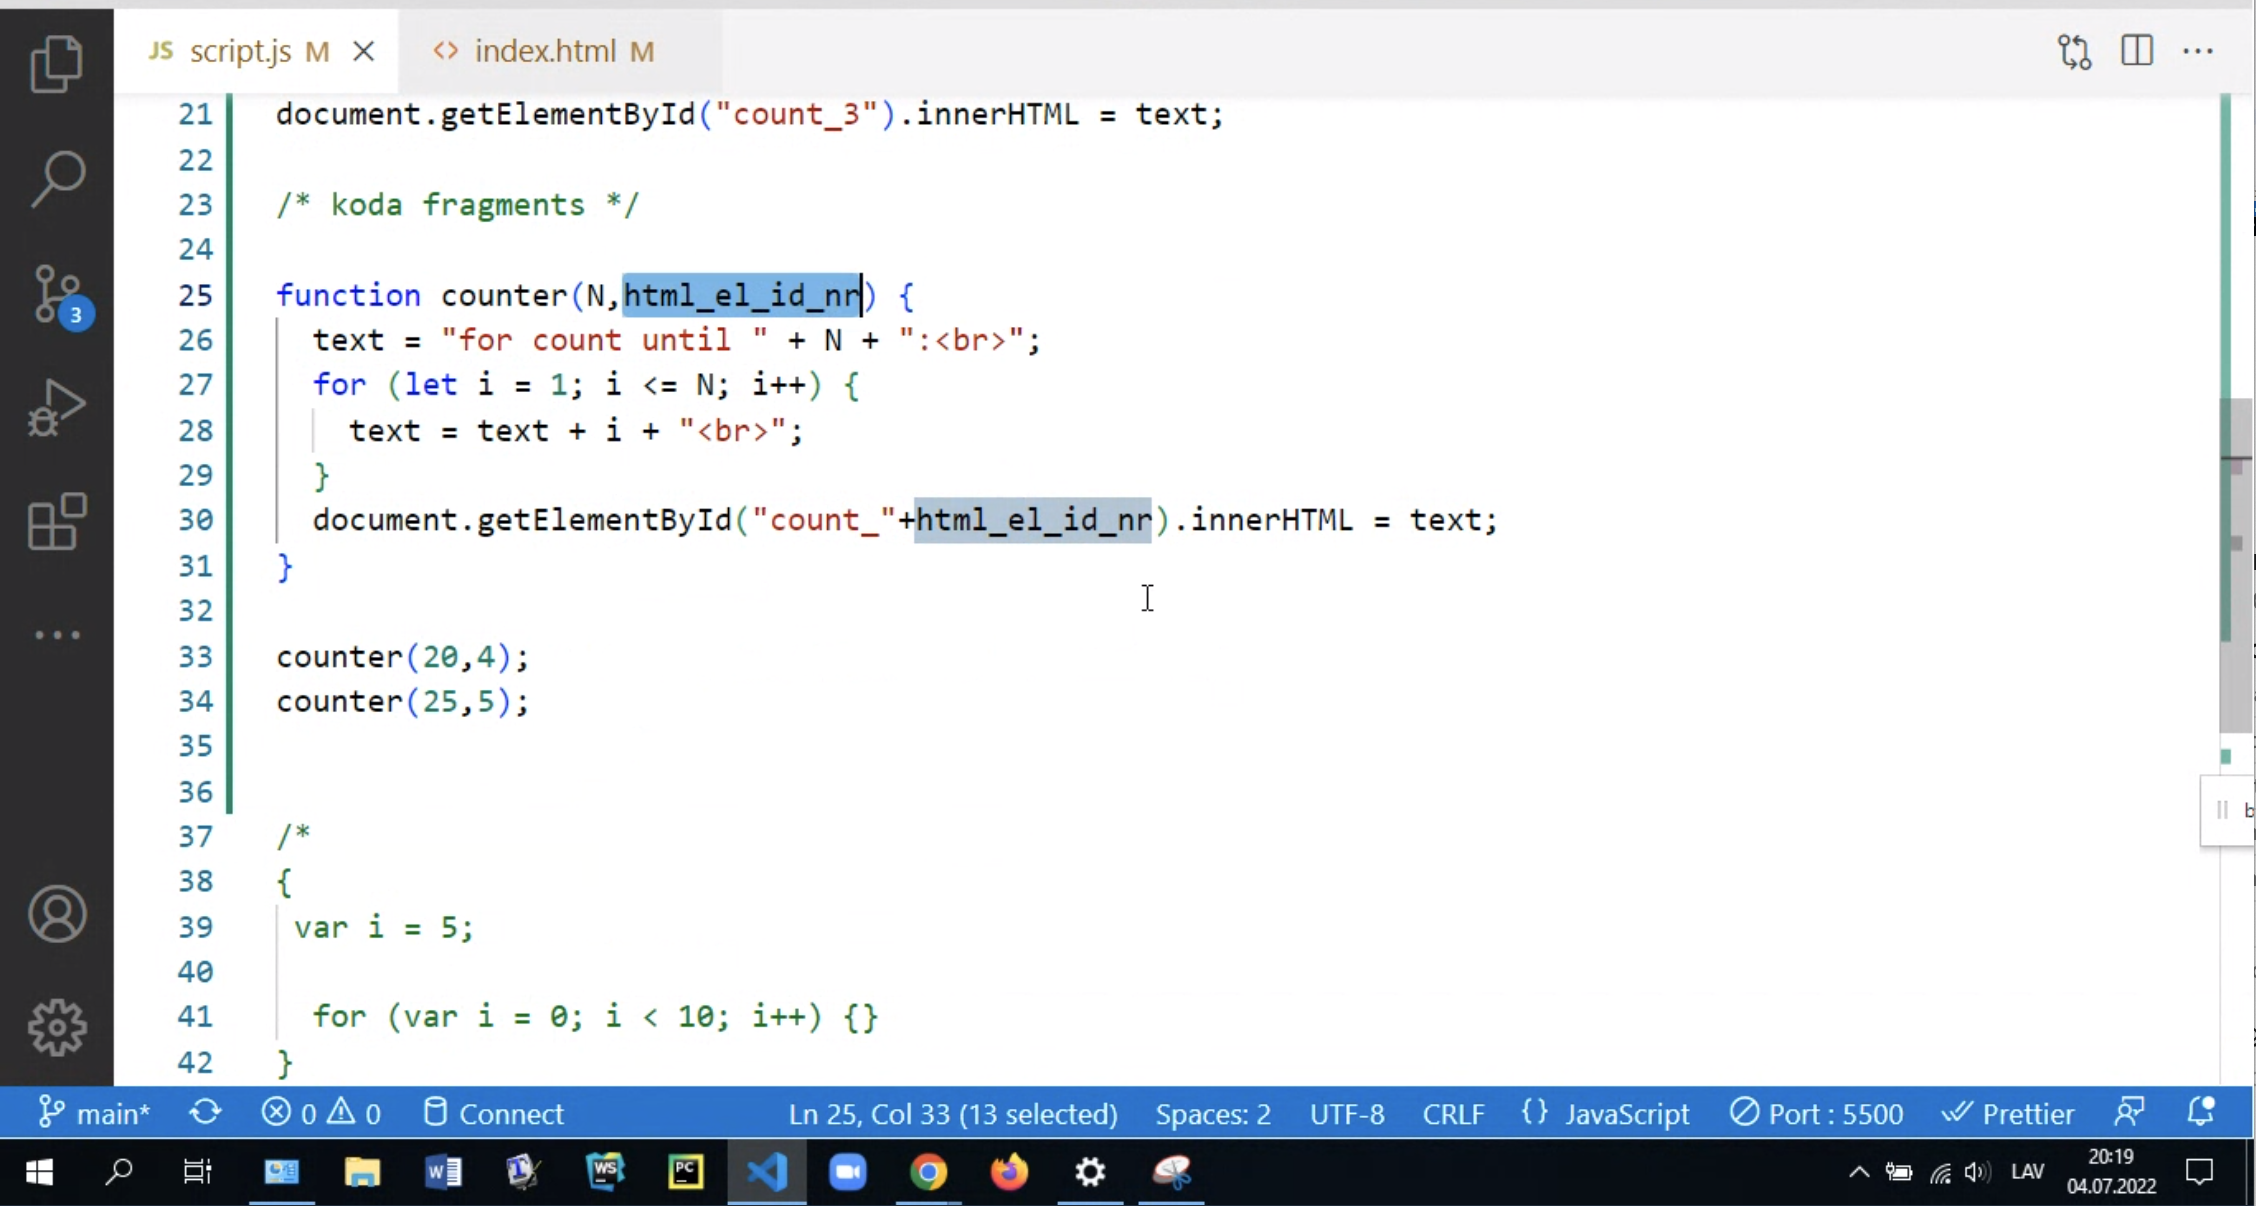 JS script.js M
<> index.html M
21 document.getElementById("count_3").innerHTML = text;
22
23 /* koda fragments */
24
25 function counter(N,html_el_id_nr) {
26 text = "for count until " + N + ":<br>";
27 for (let i = 1; i <= N; i++) {
28 text = text + i + "<br>";
29 }
30 document.getElementById("count_"+html_el_id_nr).innerHTML = text;
31 }
32
33 counter(20,4);
34 counter(25,5);
35
36
37 /*
38 {
39 var i = 5;
40
41 for (var i = 0; i < 10; i++) {}
42 }
3
b
main* 0 0 Connect Ln 25, Col 33 (13 selected) Spaces: 2 UTF-8 CRLF {} JavaScript Port : 5500 Prettier
W WS PC LAV 20:19
04.07.2022